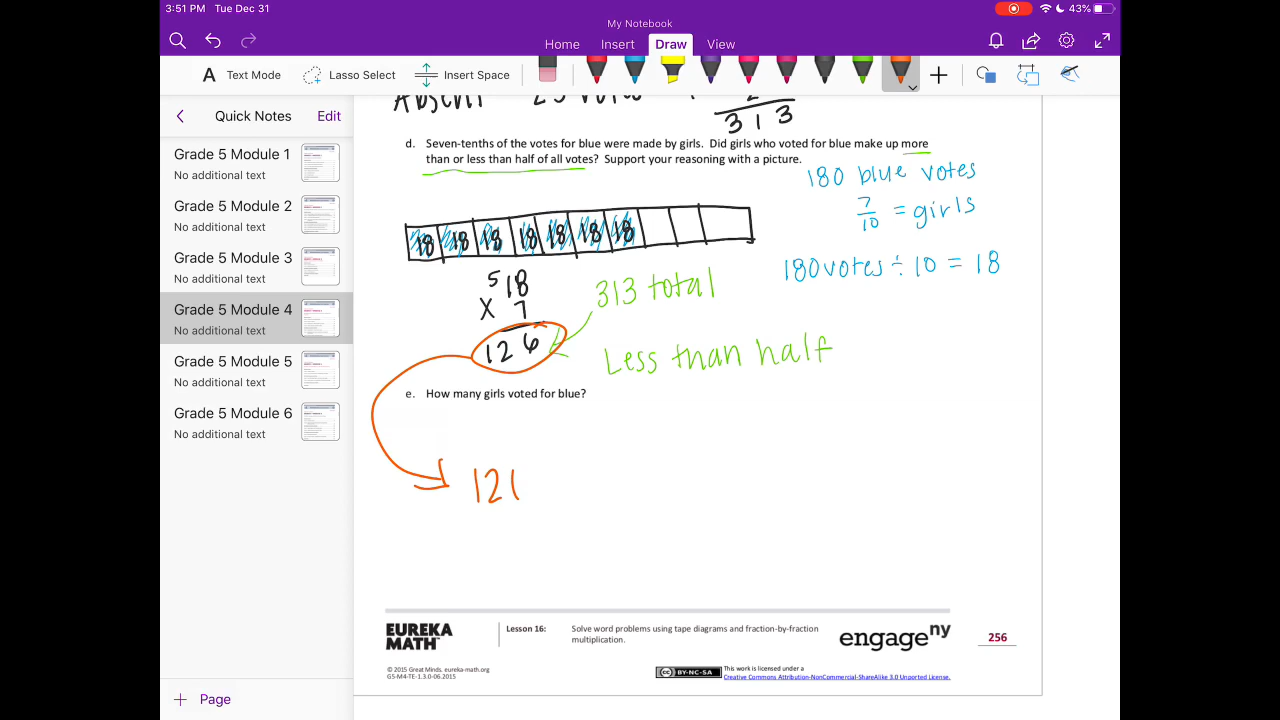 3:51 PM Tue Dec 31
43%
My Notebook
Home Insert Draw View
Text Mode Lasso Select Insert Space
Quick Notes Edit
Grade 5 Module 1
No additional text
Grade 5 Module 2
No additional text
Grade 5 Module 3
No additional text
Grade 5 Module 4
No additional text
Grade 5 Module 5
No additional text
Grade 5 Module 6
No additional text
Page
Absent
313
d. Seven-tenths of the votes for blue were made by girls. Did girls who voted for blue make up more
than or less than half of all votes? Support your reasoning with a picture.
180 blue votes
7/10 = girls
180 votes ÷ 10 = 18
18 18 18 18 18 18 18
5
18
x 7
126
313 total
Less than half
e. How many girls voted for blue?
121
EUREKA
MATH
Lesson 16:
Solve word problems using tape diagrams and fraction-by-fraction
multiplication.
engage ny
256
© 2015 Great Minds. eureka-math.org
G5-M4-TE-1.3.0-06.2015
cc BY-NC-SA
This work is licensed under a
Creative Commons Attribution-NonCommercial-ShareAlike 3.0 Unported License.